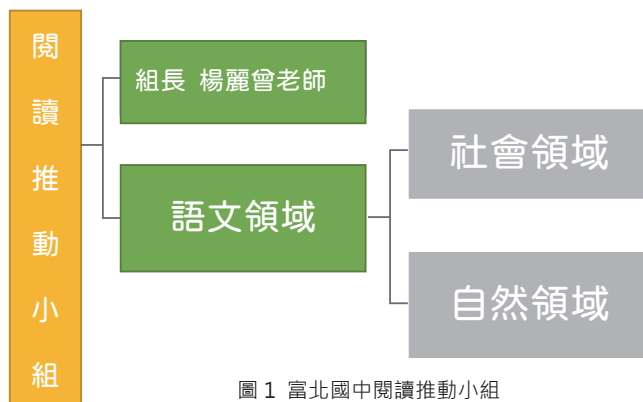 閱讀推動小組
組長 楊麗曾老師
語文領域
社會領域
自然領域
圖 1 富北國中閱讀推動小組